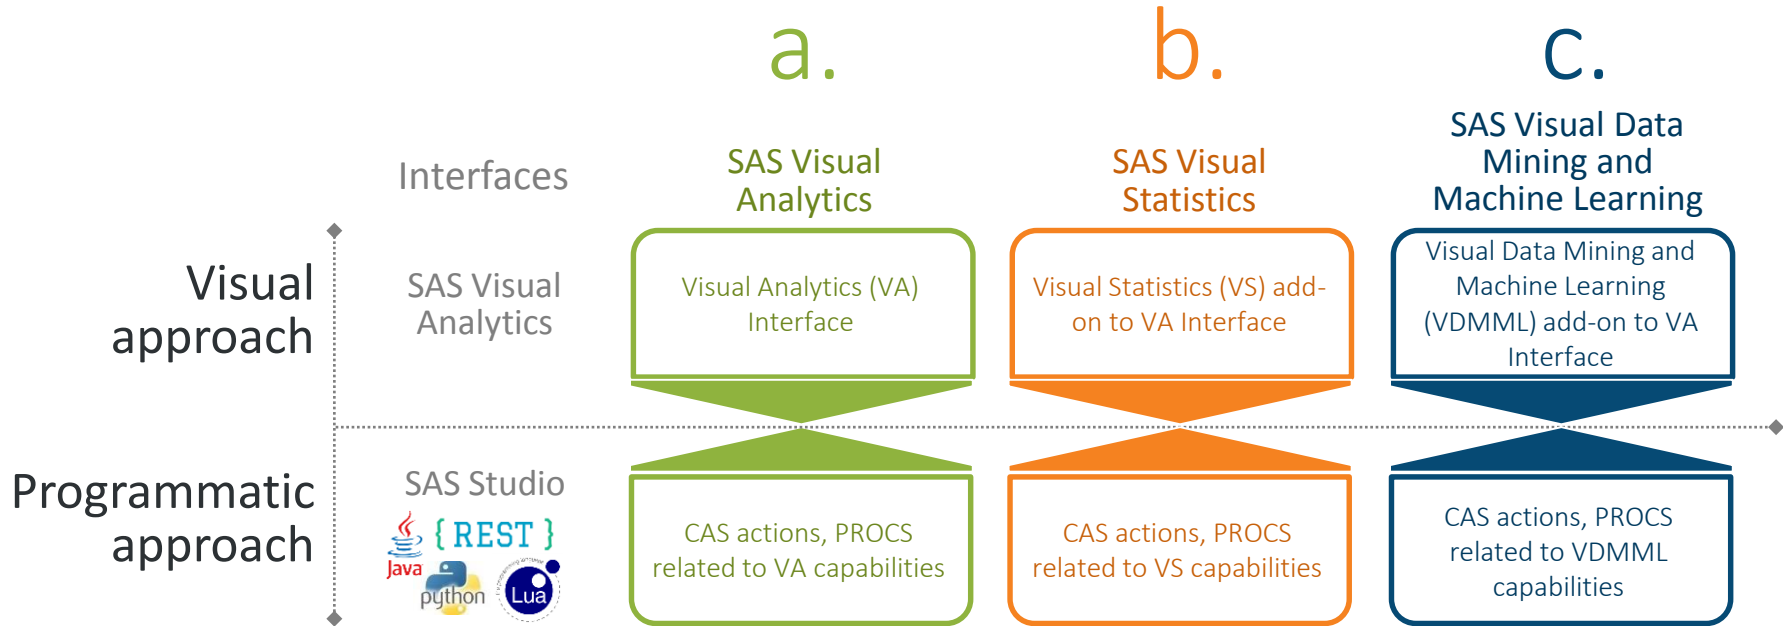 a.
b.
c.
Interfaces
SAS Visual
Analytics
SAS Visual
Statistics
SAS Visual Data
Mining and
Machine Learning
Visual
approach
SAS Visual
Analytics
Visual Analytics (VA)
Interface
Visual Statistics (VS) add-
on to VA Interface
Visual Data Mining and
Machine Learning
(VDMML) add-on to VA
Interface
Programmatic
approach
SAS Studio
Java
{ REST }
python
Lua
CAS actions, PROCS
related to VA capabilities
CAS actions, PROCS
related to VS capabilities
CAS actions, PROCS
related to VDMML
capabilities